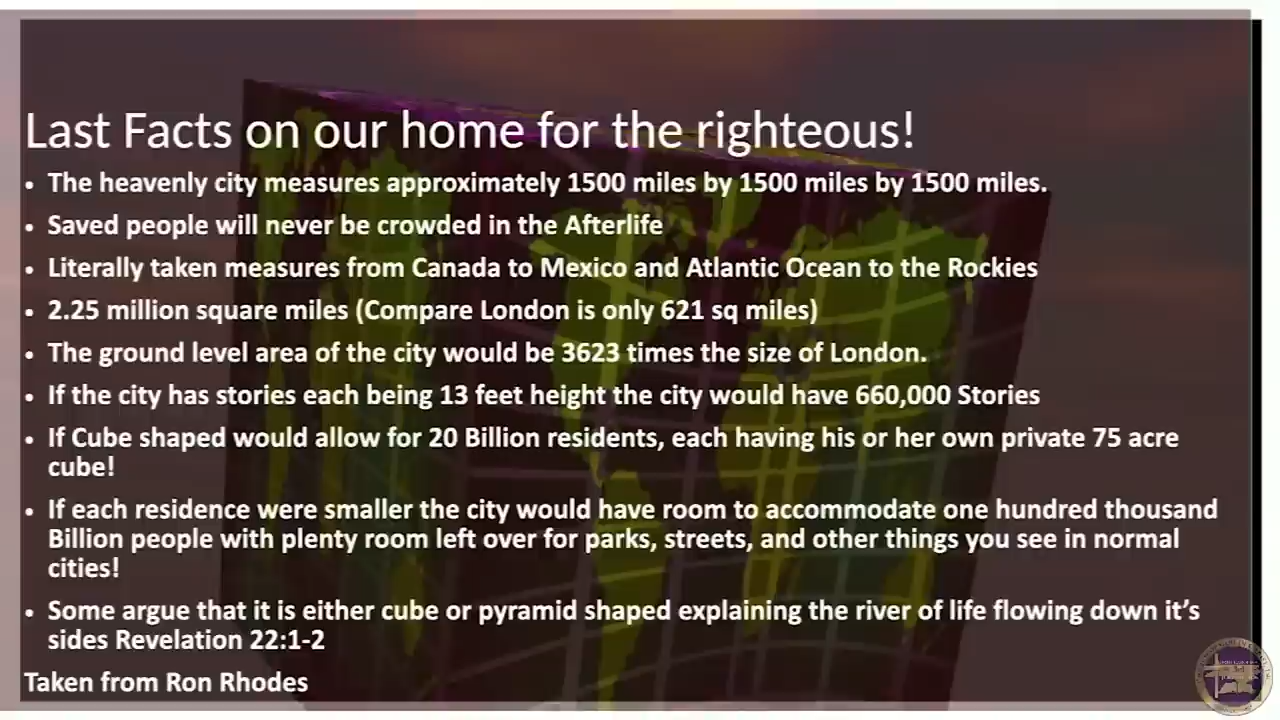 Last Facts on our home for the righteous!
• The heavenly city measures approximately 1500 miles by 1500 miles by 1500 miles.
• Saved people will never be crowded in the Afterlife
• Literally taken measures from Canada to Mexico and Atlantic Ocean to the Rockies
• 2.25 million square miles (Compare London is only 621 sq miles)
• The ground level area of the city would be 3623 times the size of London.
• If the city has stories each being 13 feet height the city would have 660,000 Stories
• If Cube shaped would allow for 20 Billion residents, each having his or her own private 75 acre
cube!
• If each residence were smaller the city would have room to accommodate one hundred thousand
Billion people with plenty room left over for parks, streets, and other things you see in normal
cities!
• Some argue that it is either cube or pyramid shaped explaining the river of life flowing down it's
sides Revelation 22:1-2
Taken from Ron Rhodes